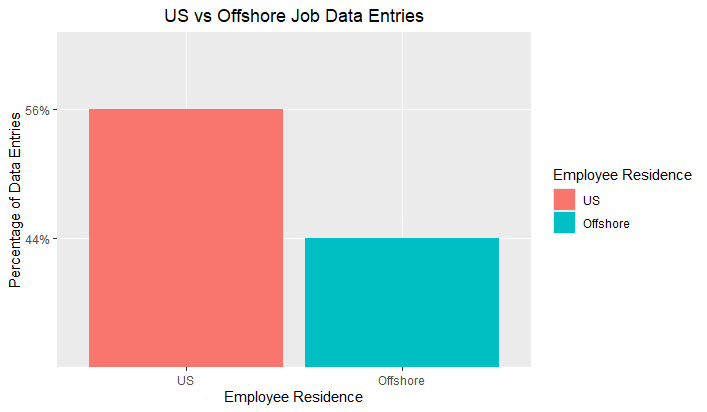 US vs Offshore Job Data Entries
Percentage of Data Entries
56%
44%
US
Offshore
Employee Residence
Employee Residence
US
Offshore